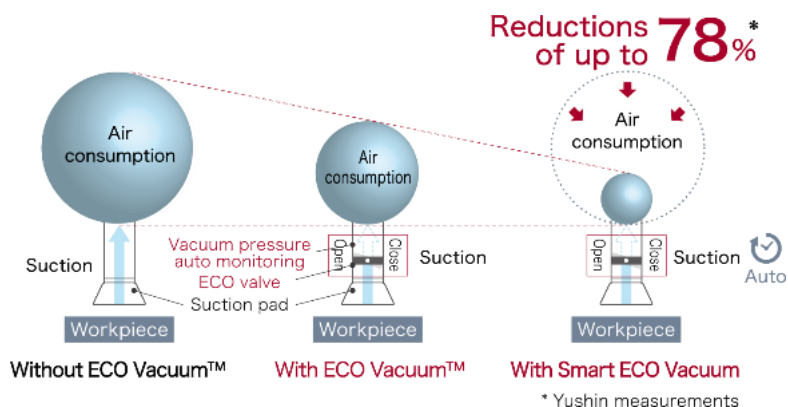 Reductions
of up to 78%*
Air
consumption
Air
consumption
Air
consumption
Suction
Vacuum pressure
auto monitoring
ECO valve
Suction pad
Open
Close
Suction
Open
Close
Suction
Auto
Workpiece
Workpiece
Workpiece
Without ECO Vacuum™
With ECO Vacuum™
With Smart ECO Vacuum
* Yushin measurements